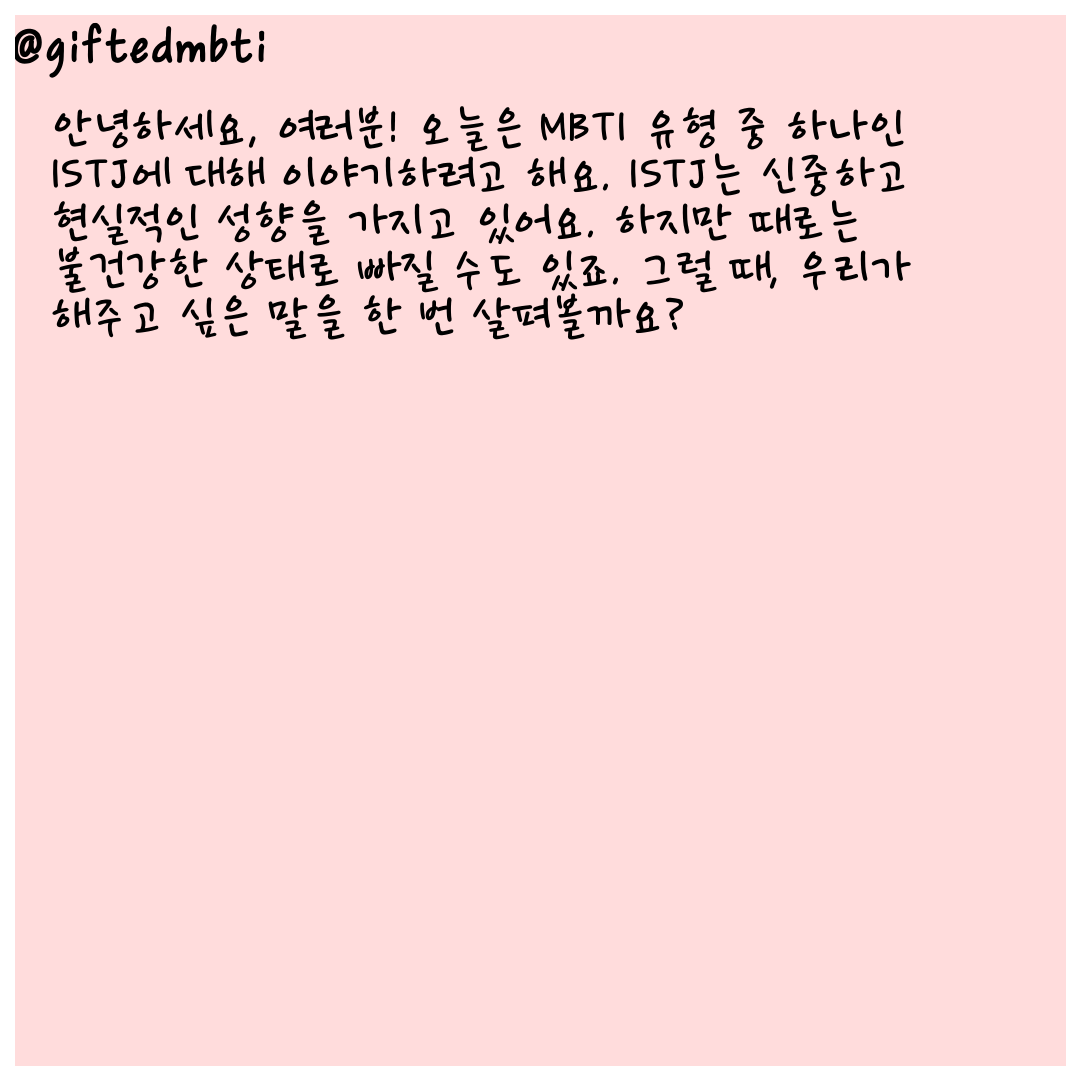 @giftedmbti
안녕하세요, 여러분! 오늘은 MBTI 유형 중 하나인
ISTJ에 대해 이야기하려고 해요. ISTJ는 신중하고
현실적인 성향을 가지고 있어요. 하지만 때로는
불건강한 상태로 빠질 수도 있죠. 그럴 때, 우리가
해주고 싶은 말을 한 번 살펴볼까요?